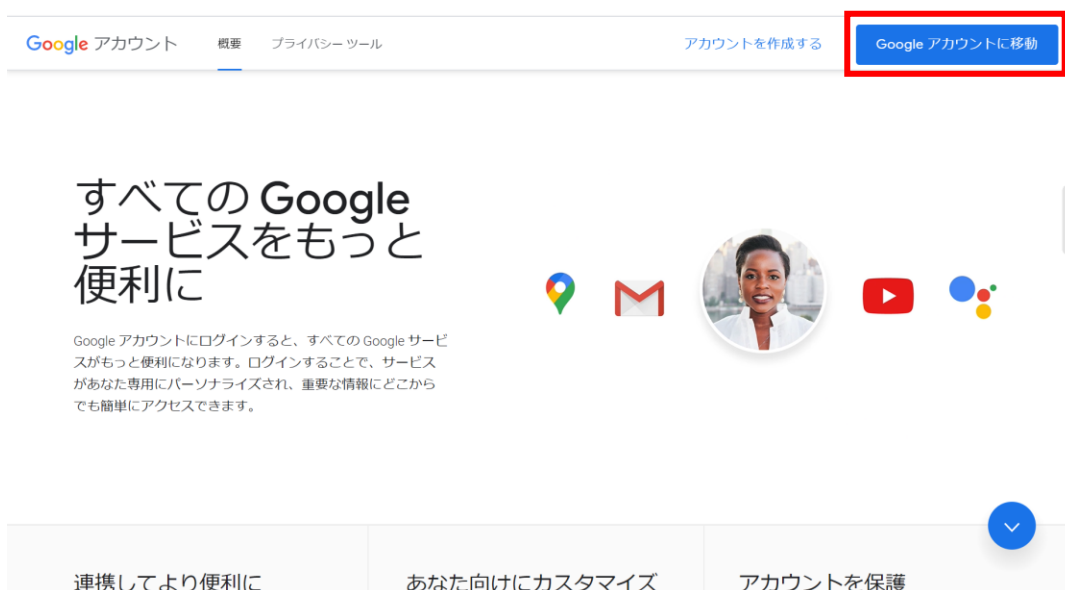 Google アカウント 概要 プライバシー ツール アカウントを作成する Google アカウントに移動
すべての Google
サービスをもっと
便利に
Google アカウントにログインすると、すべての Google サービ
スがもっと便利になります。ログインすることで、サービス
があなた専用にパーソナライズされ、重要な情報にどこから
でも簡単にアクセスできます。
連携してより便利に あなた向けにカスタマイズ アカウントを保護